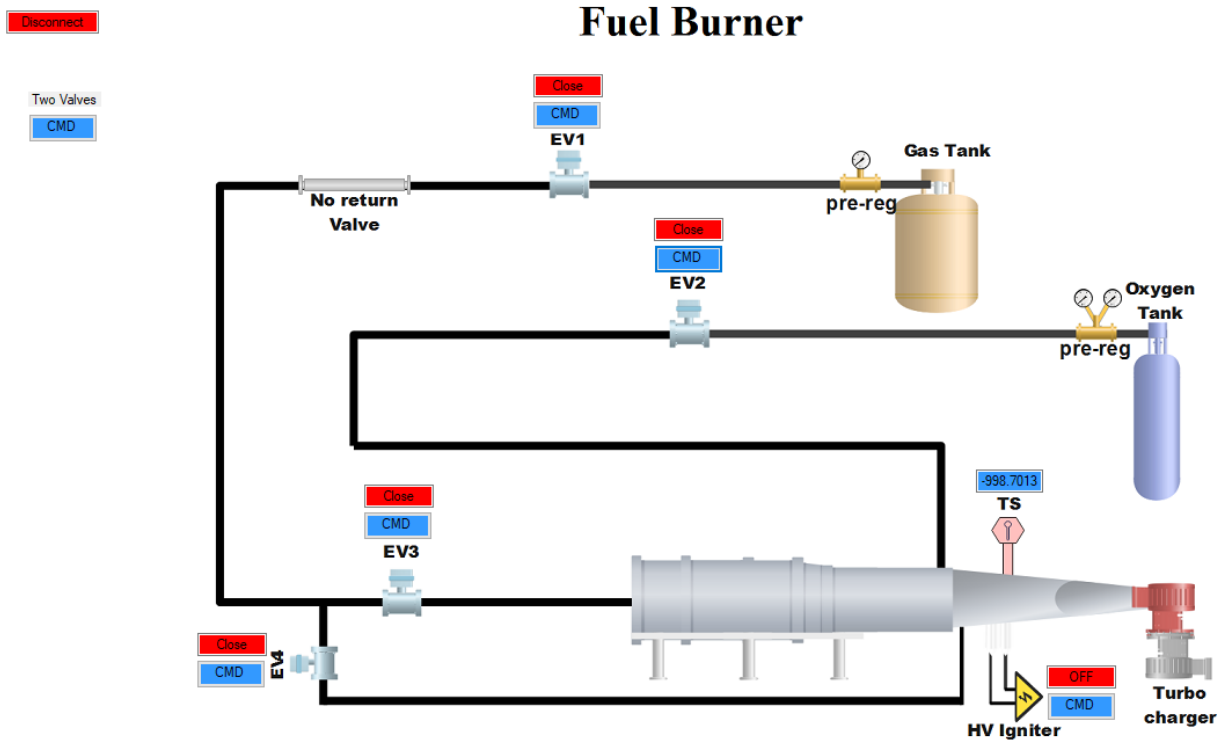 Fuel Burner
Disconnect
Two Valves
CMD
Close
CMD
EV1
No return
Valve
Gas Tank
pre-reg
Close
CMD
EV2
Oxygen
Tank
pre-reg
Close
CMD
EV3
-998.7013
TS
Close
CMD
EV4
OFF
CMD
HV Igniter
Turbo
charger